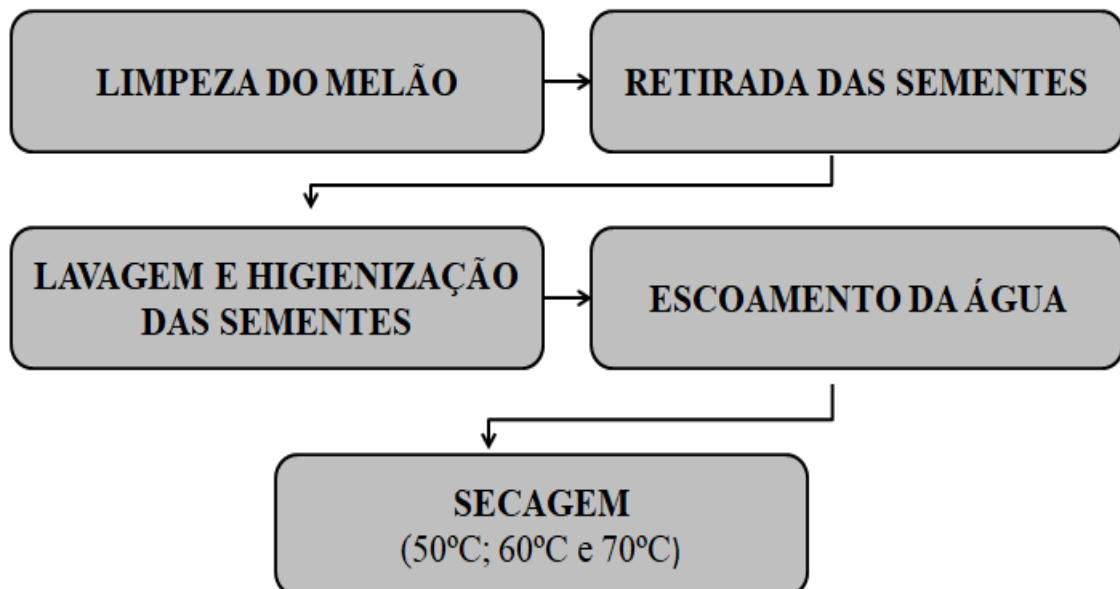 LIMPEZA DO MELÃO
RETIRADA DAS SEMENTES
LAVAGEM E HIGIENIZAÇÃO
DAS SEMENTES
ESCOAMENTO DA ÁGUA
SECAGEM
(50ºC; 60ºC e 70ºC)